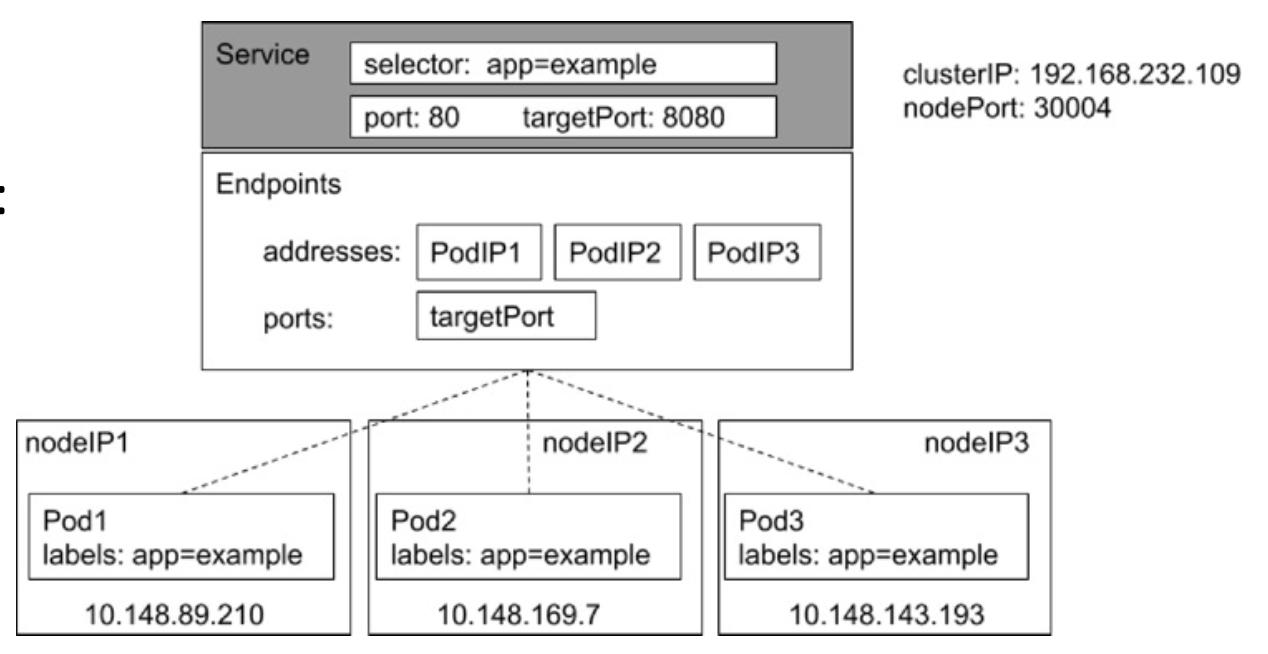 Service
selector: app=example
port: 80 targetPort: 8080
clusterIP: 192.168.232.109
nodePort: 30004
:
Endpoints
addresses: PodIP1 PodIP2 PodIP3
ports: targetPort
nodeIP1
Pod1
labels: app=example
10.148.89.210
nodeIP2
Pod2
labels: app=example
10.148.169.7
nodeIP3
Pod3
labels: app=example
10.148.143.193